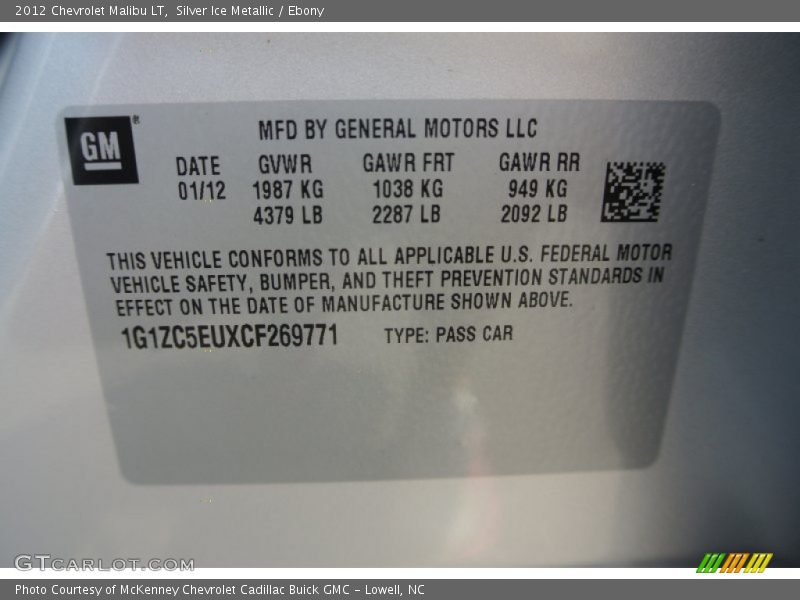 2012 Chevrolet Malibu LT, Silver Ice Metallic / Ebony
GM®
MFD BY GENERAL MOTORS LLC
DATE GVWR GAWR FRT GAWR RR
01/12 1987 KG 1038 KG 949 KG
4379 LB 2287 LB 2092 LB
THIS VEHICLE CONFORMS TO ALL APPLICABLE U.S. FEDERAL MOTOR
VEHICLE SAFETY, BUMPER, AND THEFT PREVENTION STANDARDS IN
EFFECT ON THE DATE OF MANUFACTURE SHOWN ABOVE.
1G1ZC5EUXCF269771 TYPE: PASS CAR
GTCARLOT.COM
Photo Courtesy of McKenney Chevrolet Cadillac Buick GMC - Lowell, NC